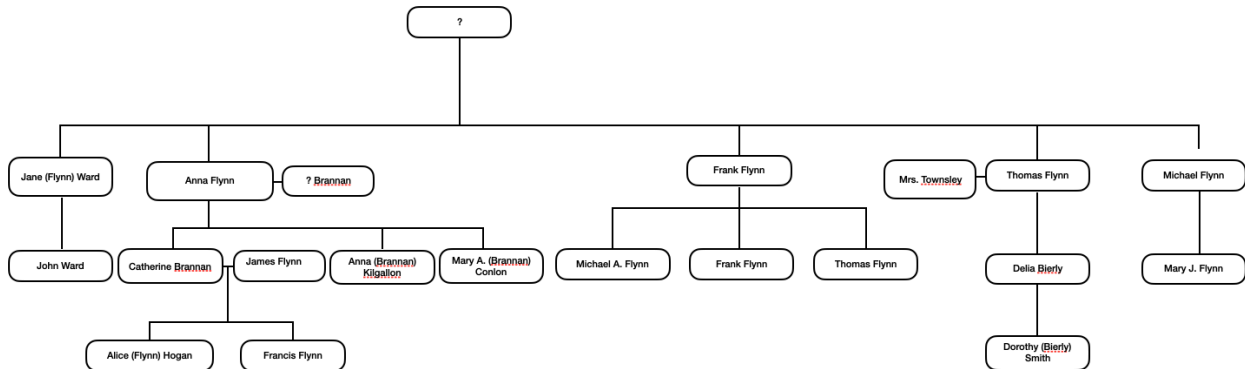 ?
Jane (Flynn) Ward
Anna Flynn
? Brannan
Frank Flynn
Mrs. Townsley
Thomas Flynn
Michael Flynn
John Ward
Catherine Brannan
James Flynn
Anna (Brannan)
Kilgallon
Mary A. (Brannan)
Conlon
Michael A. Flynn
Frank Flynn
Thomas Flynn
Delia Bierly
Mary J. Flynn
Alice (Flynn) Hogan
Francis Flynn
Dorothy (Bierly)
Smith